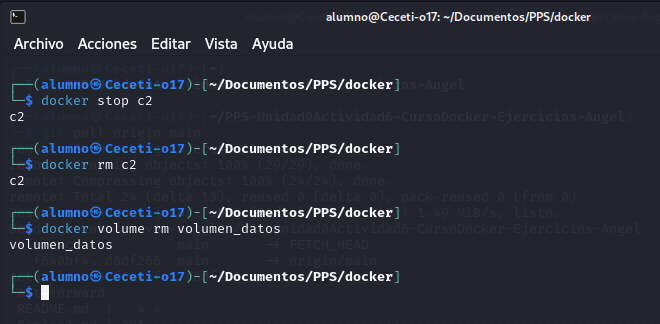 alumno@Ceceti-o17: ~/Documentos/PPS/docker
Archivo Acciones Editar Vista Ayuda
┌──(alumno㉿Ceceti-o17)-[~/Documentos/PPS/docker]
└─$ docker stop c2
c2
┌──(alumno㉿Ceceti-o17)-[~/Documentos/PPS/docker]
└─$ docker rm c2
c2
┌──(alumno㉿Ceceti-o17)-[~/Documentos/PPS/docker]
└─$ docker volume rm volumen_datos
volumen_datos
┌──(alumno㉿Ceceti-o17)-[~/Documentos/PPS/docker]
└─$